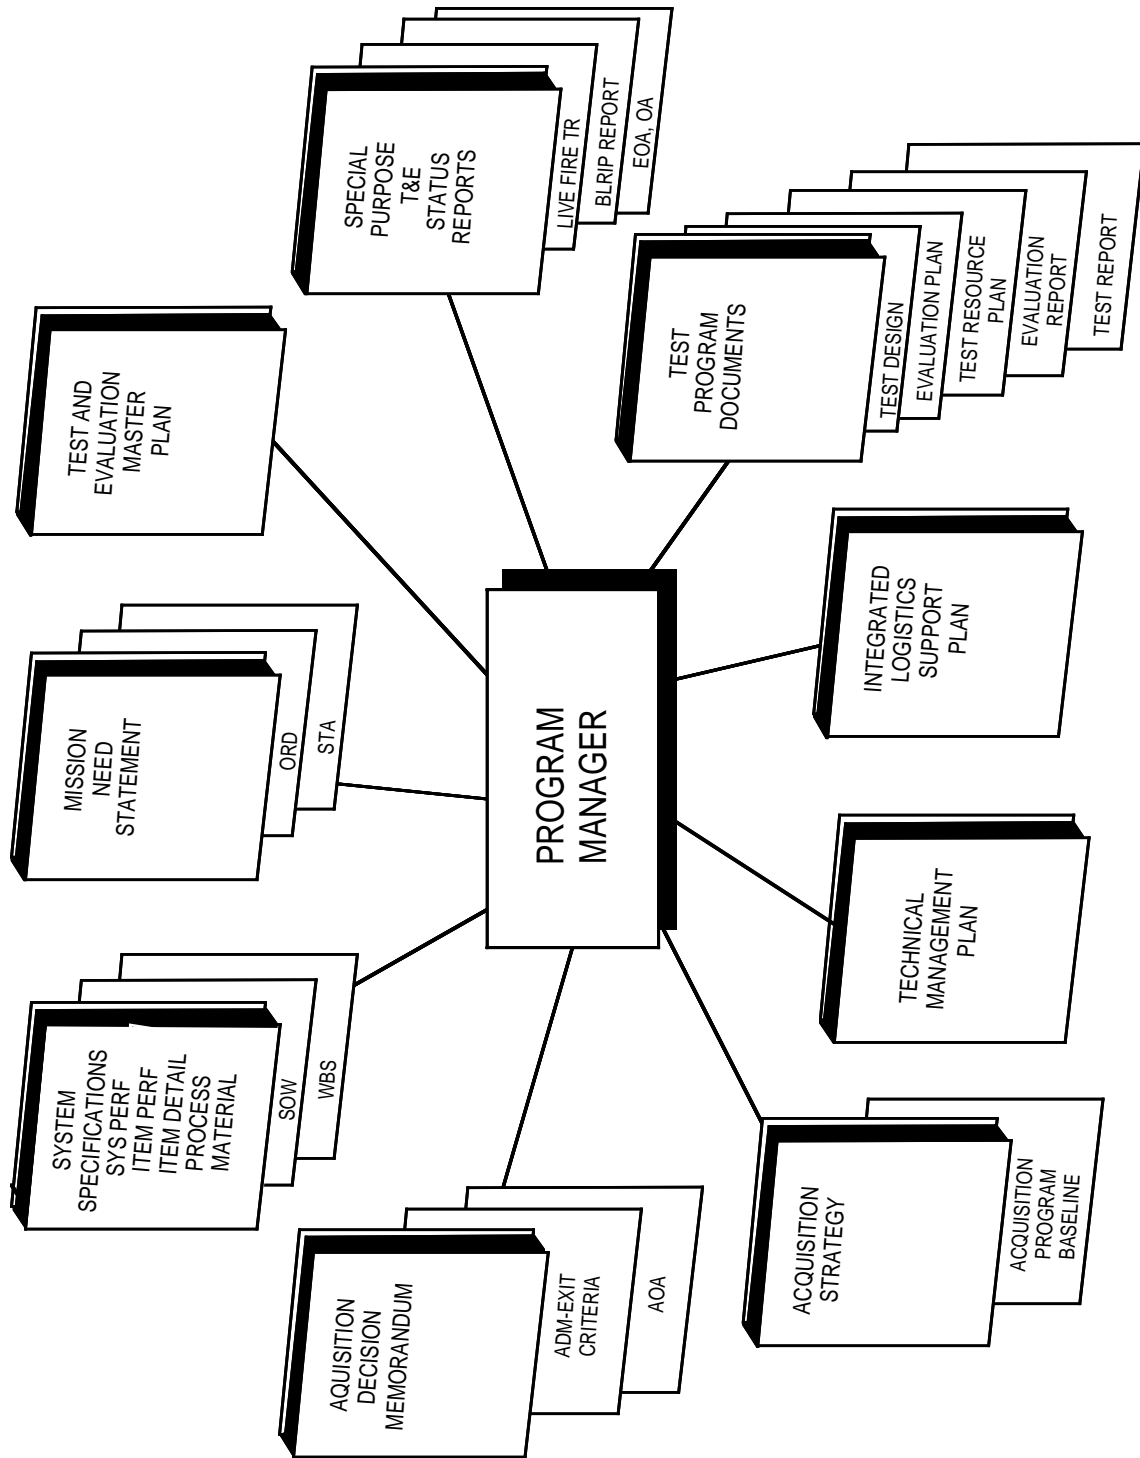 SYSTEM
SPECIFICATIONS
SYS PERF
ITEM PERF
ITEM DETAIL
PROCESS
MATERIAL
SOW
WBS
MISSION
NEED
STATEMENT
ORD
STA
TEST AND
EVALUATION
MASTER
PLAN
AQUISITION
DECISION
MEMORANDUM
ADM-EXIT
CRITERIA
AOA
PROGRAM
MANAGER
SPECIAL
PURPOSE
T&E
STATUS
REPORTS
LIVE FIRE TR
BLRIP REPORT
EOA, OA
ACQUISITION
STRATEGY
ACQUISITION
PROGRAM
BASELINE
TECHNICAL
MANAGEMENT
PLAN
INTEGRATED
LOGISTICS
SUPPORT
PLAN
TEST
PROGRAM
DOCUMENTS
TEST DESIGN
EVALUATION PLAN
TEST RESOURCE
PLAN
EVALUATION
REPORT
TEST REPORT